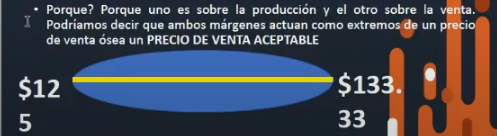 • Porque? Porque uno es sobre la producción y el otro sobre la venta.
Podríamos decir que ambos márgenes actuan como extremos de un precio
de venta ósea un PRECIO DE VENTA ACEPTABLE
$12
5
$133.
33